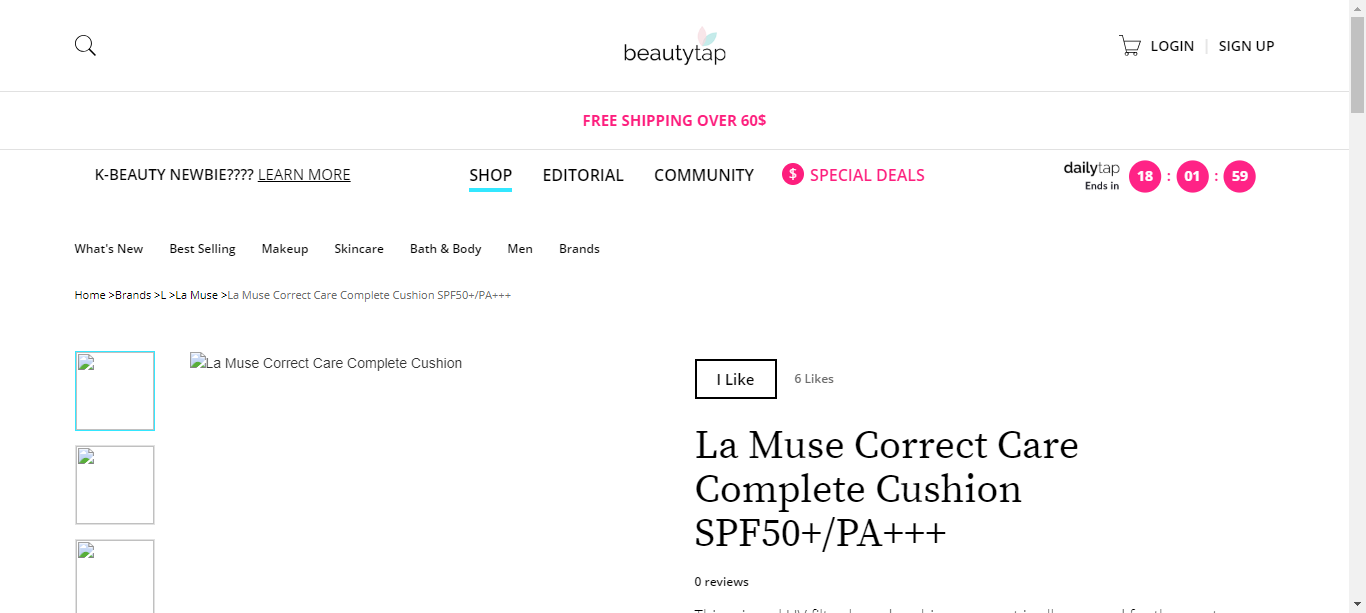 beautytap
LOGIN | SIGN UP
FREE SHIPPING OVER 60$
K-BEAUTY NEWBIE???? LEARN MORE
SHOP EDITORIAL COMMUNITY $ SPECIAL DEALS
dailytap
Ends in
18 : 01 : 59
What's New Best Selling Makeup Skincare Bath & Body Men Brands
Home >Brands >L >La Muse >La Muse Correct Care Complete Cushion SPF50+/PA+++
La Muse Correct Care Complete Cushion
I Like 6 Likes
La Muse Correct Care
Complete Cushion
SPF50+/PA+++
0 reviews